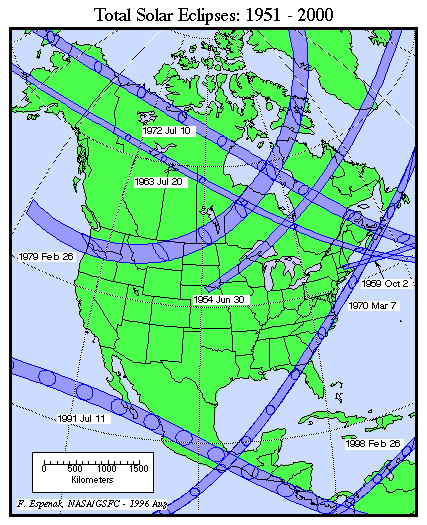 Total Solar Eclipses: 1951 - 2000
1972 Jul 10
1963 Jul 20
1979 Feb 26
1954 Jun 30
1959 Oct 2
1970 Mar 7
1991 Jul 11
1998 Feb 26
0 500 1000 1500
Kilometers
F. Espenak, NASA/GSFC - 1996 Aug